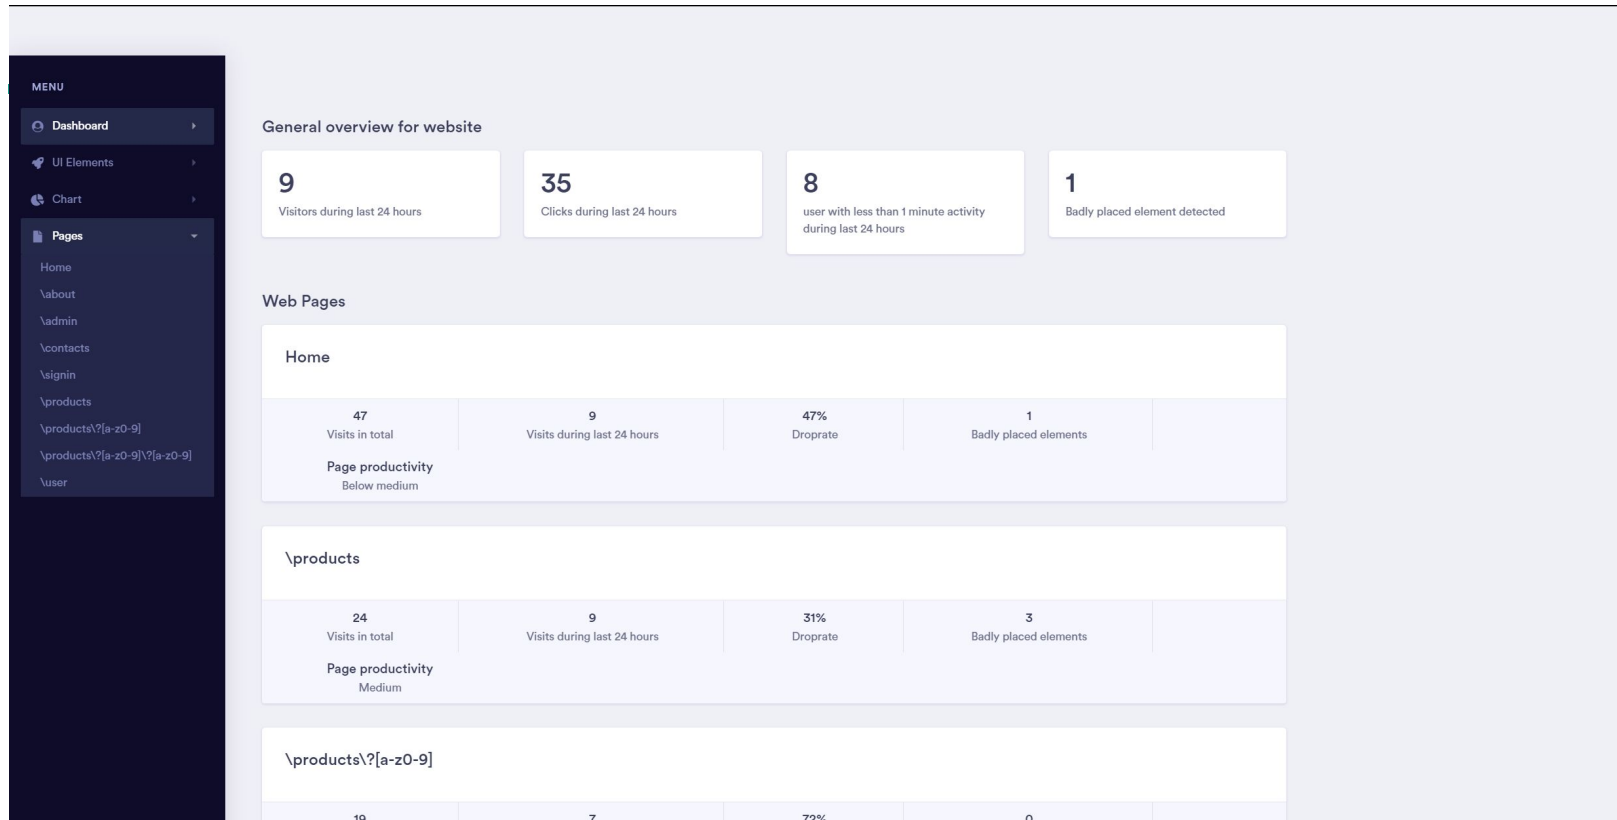 MENU
Dashboard
UI Elements
Chart
Pages
Home
\about
\admin
\contacts
\signin
\products
\products\?[a-z0-9]
\products\?[a-z0-9]\?[a-z0-9]
\user
General overview for website
9
Visitors during last 24 hours
35
Clicks during last 24 hours
8
user with less than 1 minute activity
during last 24 hours
1
Badly placed element detected
Web Pages
Home
47
Visits in total
9
Visits during last 24 hours
47%
Droprate
1
Badly placed elements
Page productivity
Below medium
\products
24
Visits in total
9
Visits during last 24 hours
31%
Droprate
3
Badly placed elements
Page productivity
Medium
\products\?[a-z0-9]
19
7
72%
0